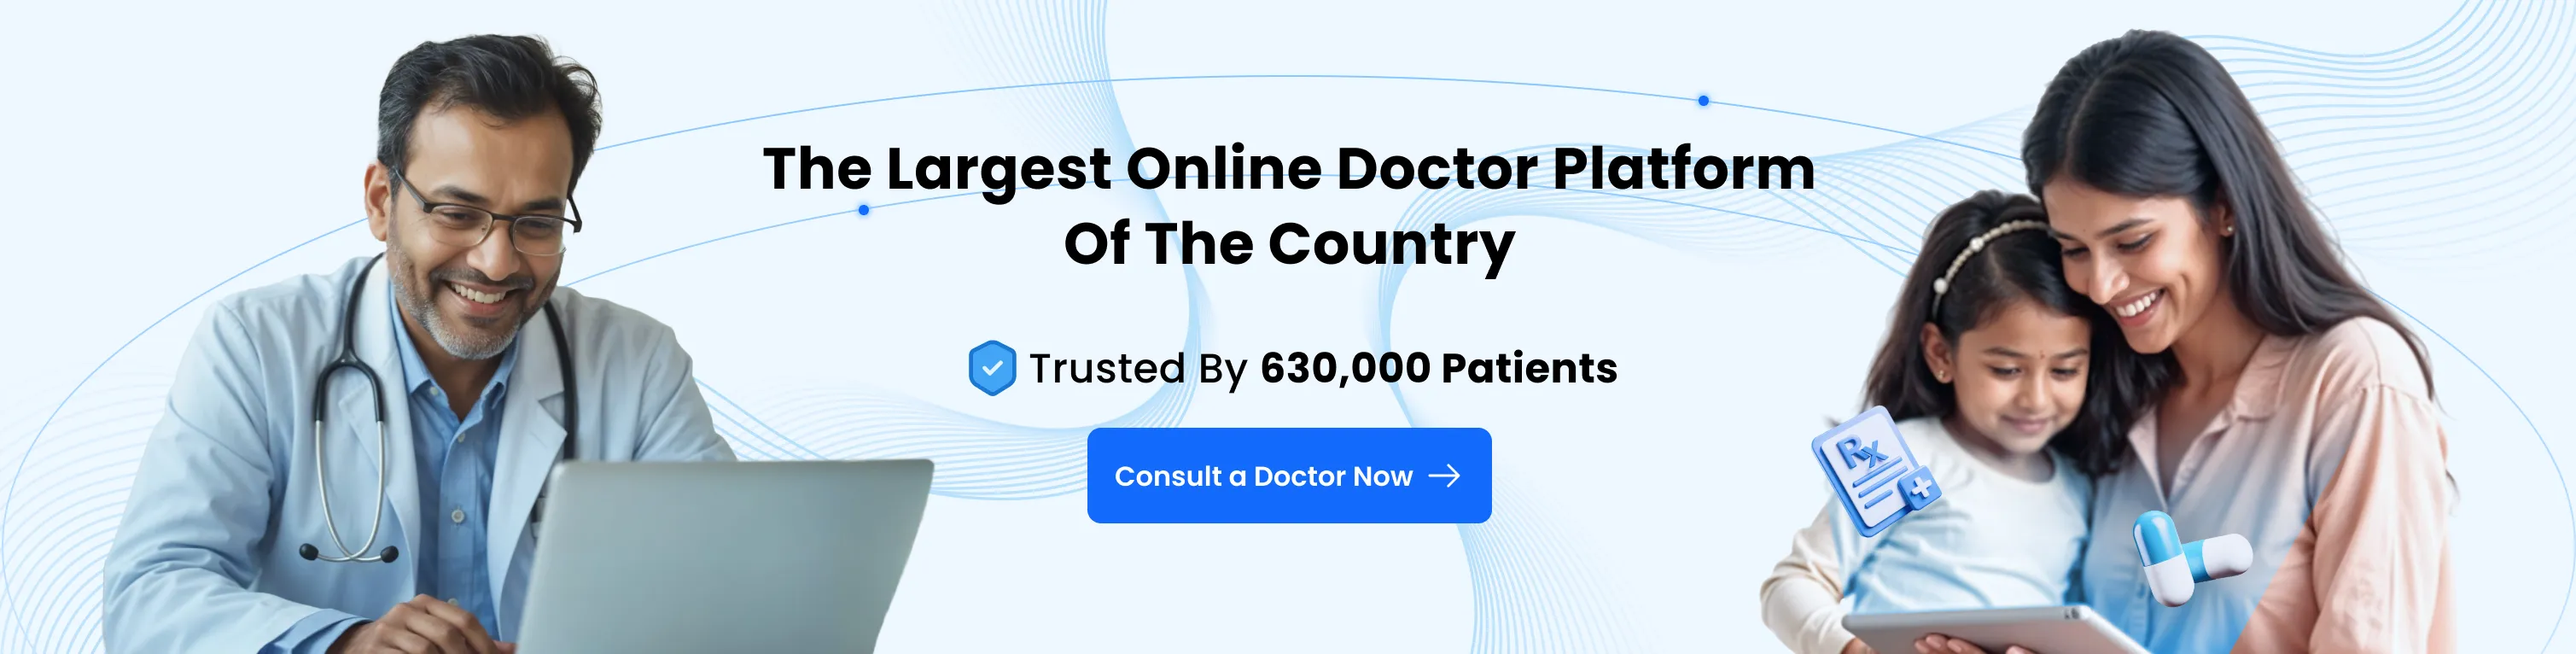 The Largest Online Doctor Platform
Of The Country
Trusted By 630,000 Patients
Consult a Doctor Now
Rx